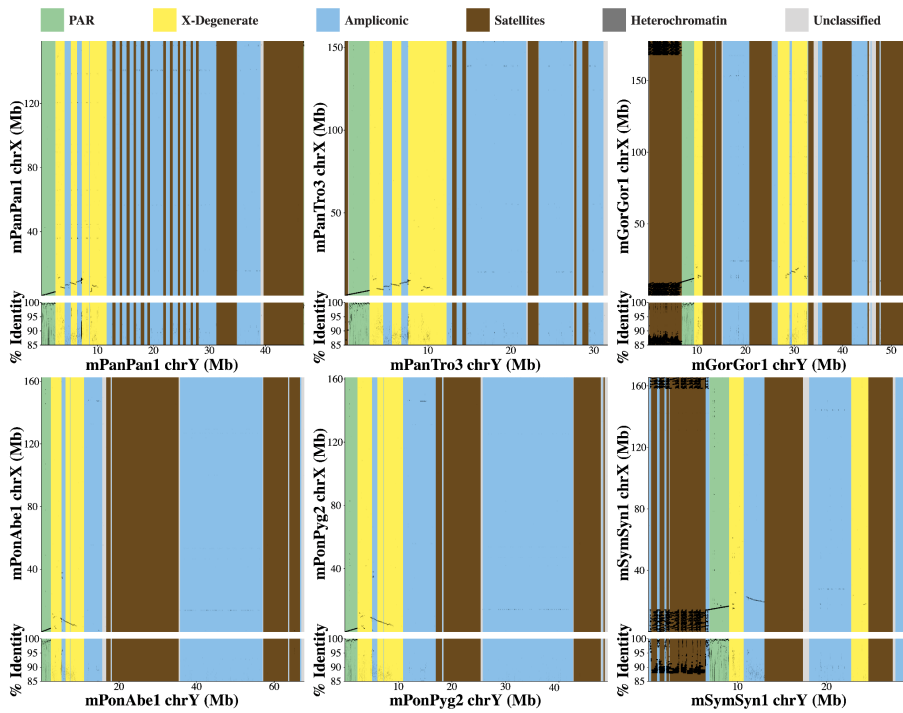 PAR X-Degenerate Ampliconic Satellites Heterochromatin Unclassified
mPanPan1 chrX (Mb)
120
80
40
% Identity
100
95
90
85
10 20 30 40
mPanPan1 chrY (Mb)
mPanTro3 chrX (Mb)
150
100
50
% Identity
100
95
90
85
10 20 30
mPanTro3 chrY (Mb)
mGorGor1 chrX (Mb)
150
100
50
% Identity
100
95
90
85
10 20 30 40 50
mGorGor1 chrY (Mb)
mPonAbe1 chrX (Mb)
160
120
80
40
% Identity
100
95
90
85
20 40 60
mPonAbe1 chrY (Mb)
mPonPyg2 chrX (Mb)
160
120
80
40
% Identity
100
95
90
85
10 20 30 40
mPonPyg2 chrY (Mb)
mSymSyn1 chrX (Mb)
160
120
80
40
% Identity
100
95
90
85
10 20
mSymSyn1 chrY (Mb)